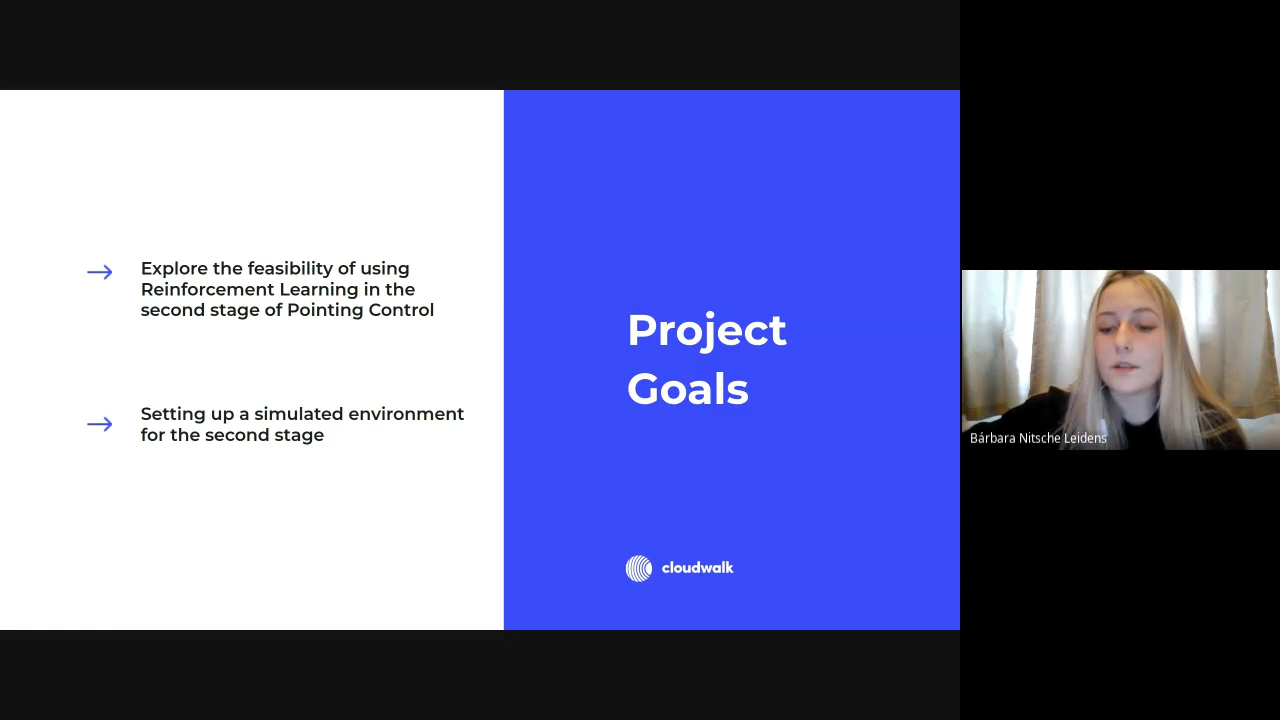 Explore the feasibility of using
Reinforcement Learning in the
second stage of Pointing Control
Setting up a simulated environment
for the second stage
Project
Goals
cloudwalk
Bárbara Nitsche Leidens